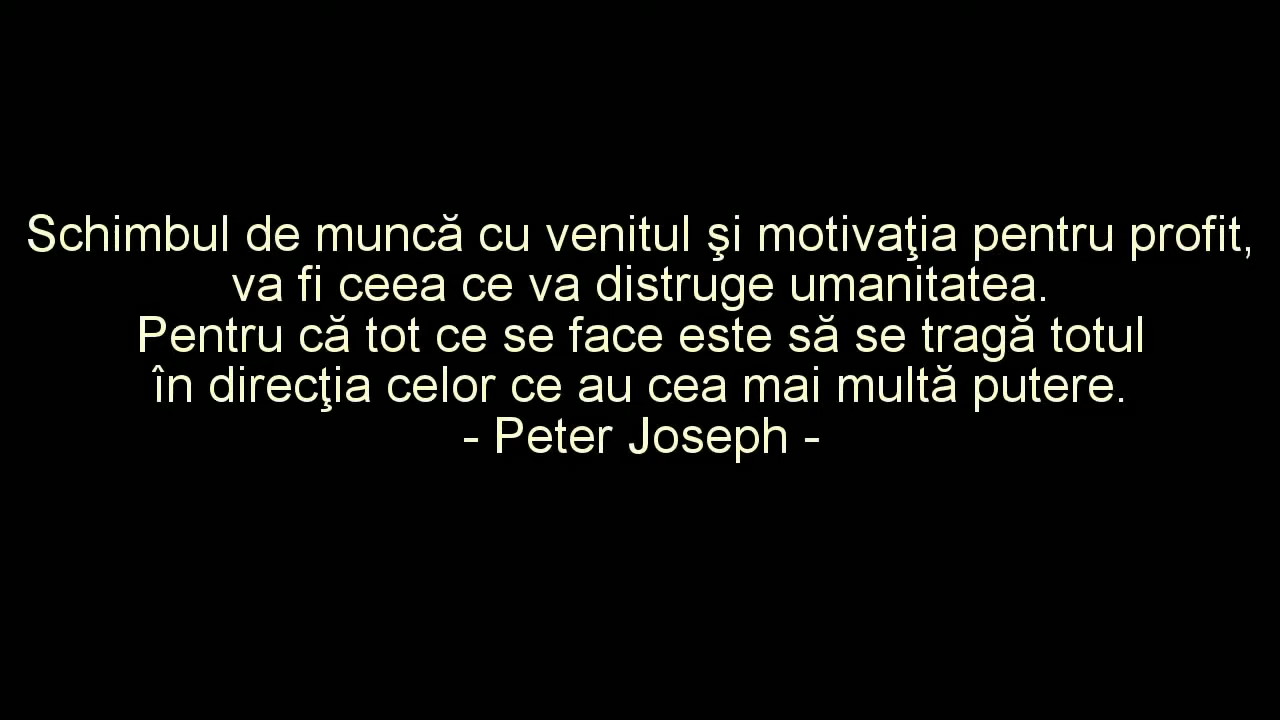 Schimbul de muncă cu venitul şi motivaţia pentru profit,
va fi ceea ce va distruge umanitatea.
Pentru că tot ce se face este să se tragă totul
în direcţia celor ce au cea mai multă putere.
- Peter Joseph -